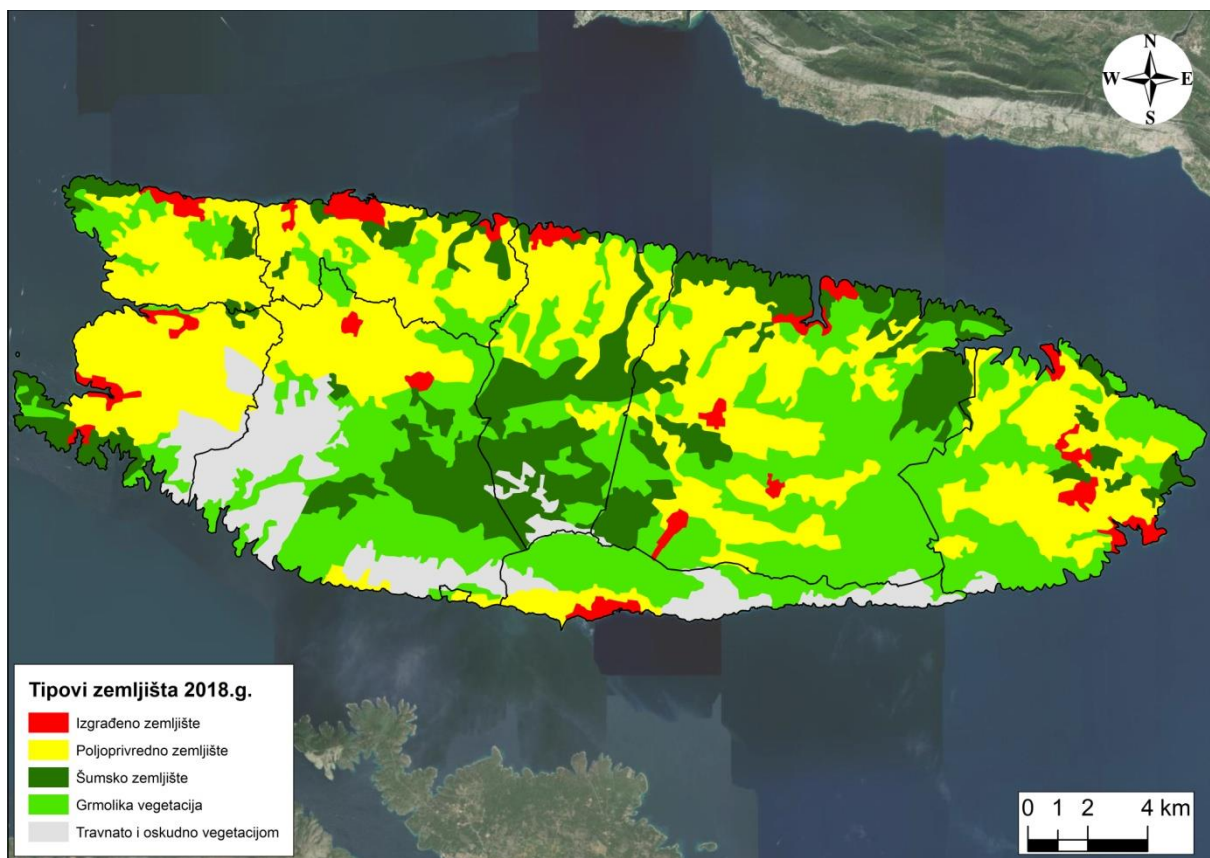 N
W E
S
Tipovi zemljišta 2018.g.
Izgrađeno zemljište
Poljoprivredno zemljište
Šumsko zemljište
Grmolika vegetacija
Travnato i oskudno vegetacijom
0 1 2 4 km